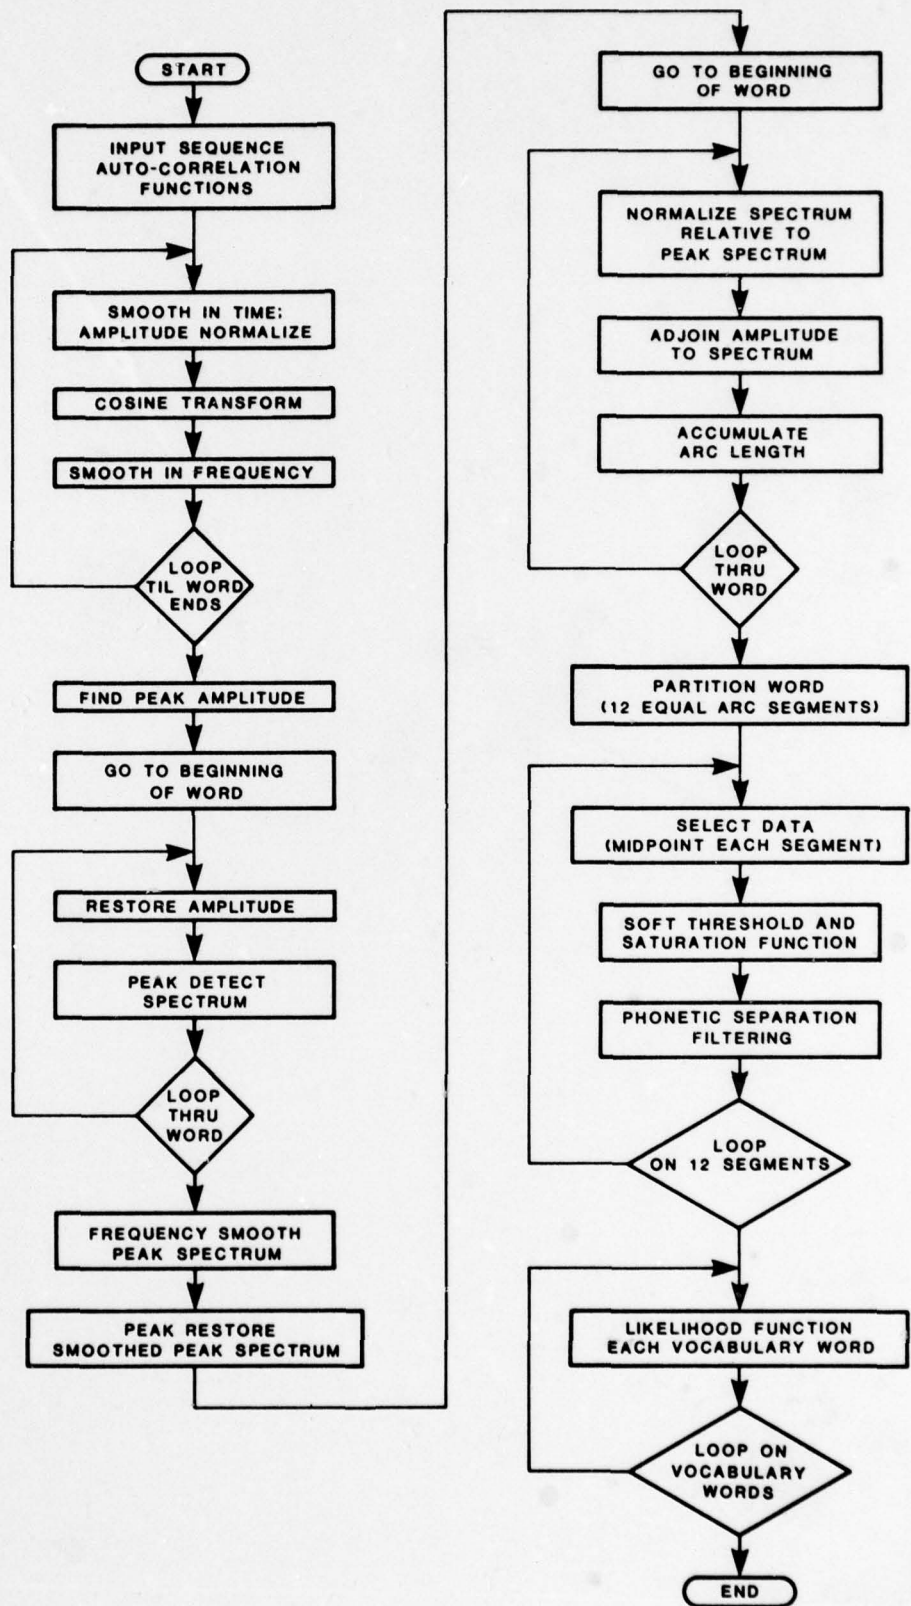 START
INPUT SEQUENCE
AUTO-CORRELATION
FUNCTIONS
SMOOTH IN TIME;
AMPLITUDE NORMALIZE
COSINE TRANSFORM
SMOOTH IN FREQUENCY
LOOP
TIL WORD
ENDS
FIND PEAK AMPLITUDE
GO TO BEGINNING
OF WORD
RESTORE AMPLITUDE
PEAK DETECT
SPECTRUM
LOOP
THRU
WORD
FREQUENCY SMOOTH
PEAK SPECTRUM
PEAK RESTORE
SMOOTHED PEAK SPECTRUM
GO TO BEGINNING
OF WORD
NORMALIZE SPECTRUM
RELATIVE TO
PEAK SPECTRUM
ADJOIN AMPLITUDE
TO SPECTRUM
ACCUMULATE
ARC LENGTH
LOOP
THRU
WORD
PARTITION WORD
(12 EQUAL ARC SEGMENTS)
SELECT DATA
(MIDPOINT EACH SEGMENT)
SOFT THRESHOLD AND
SATURATION FUNCTION
PHONETIC SEPARATION
FILTERING
LOOP
ON 12 SEGMENTS
LIKELIHOOD FUNCTION
EACH VOCABULARY WORD
LOOP ON
VOCABULARY
WORDS
END